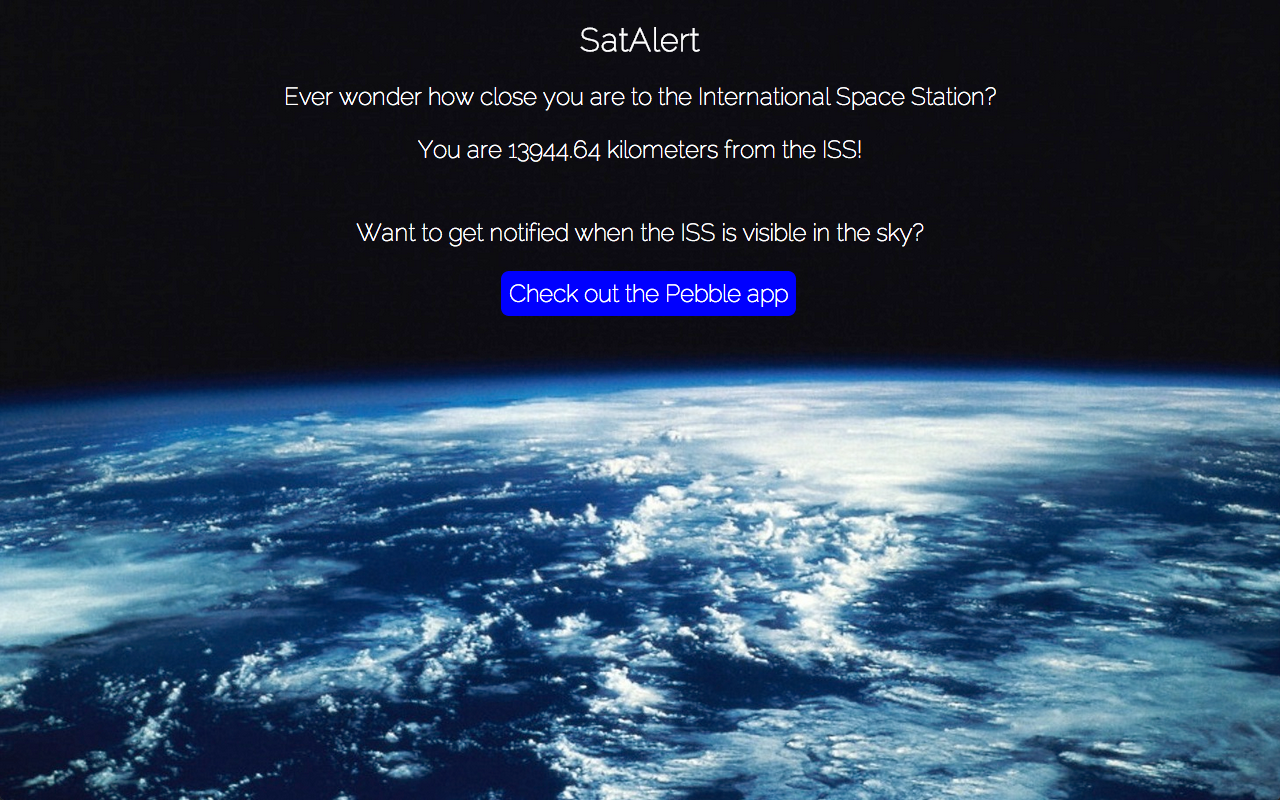 SatAlert
Ever wonder how close you are to the International Space Station?
You are 13944.64 kilometers from the ISS!
Want to get notified when the ISS is visible in the sky?
Check out the Pebble app